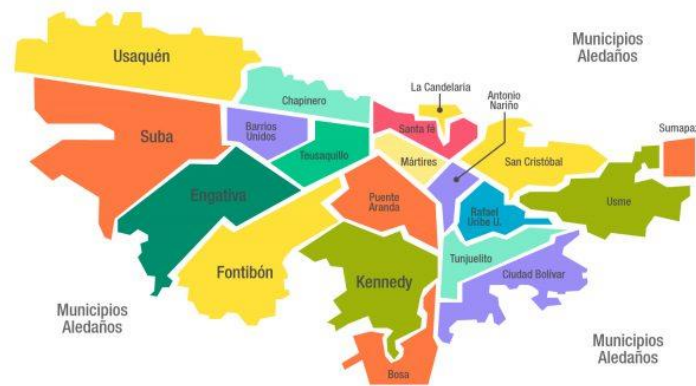 Usaquén
Municipios
Aledaños
La Candelaria
Antonio
Nariño
Chapinero
Suba
Barrios
Unidos
Santa fé
Sumapaz
Teusaquillo
Mártires
San Cristóbal
Engativa
Puente
Aranda
Rafael
Uribe U.
Usme
Fontibón
Kennedy
Tunjuelito
Ciudad Bolívar
Municipios
Aledaños
Municipios
Aledaños
Bosa